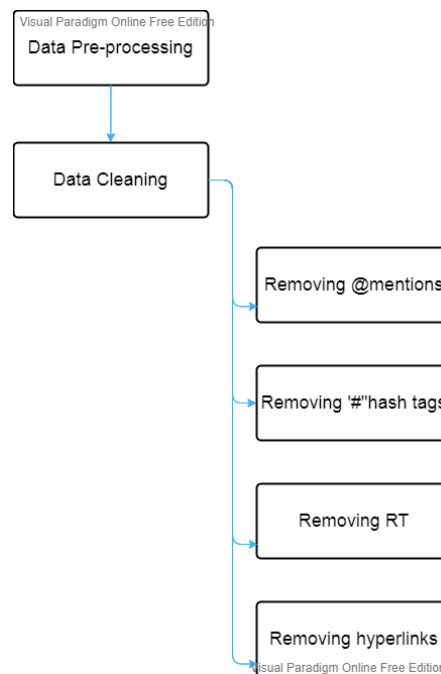 Visual Paradigm Online Free Edition
Data Pre-processing
Data Cleaning
Removing @mentions
Removing '#"hash tags
Removing RT
Removing hyperlinks
Visual Paradigm Online Free Edition